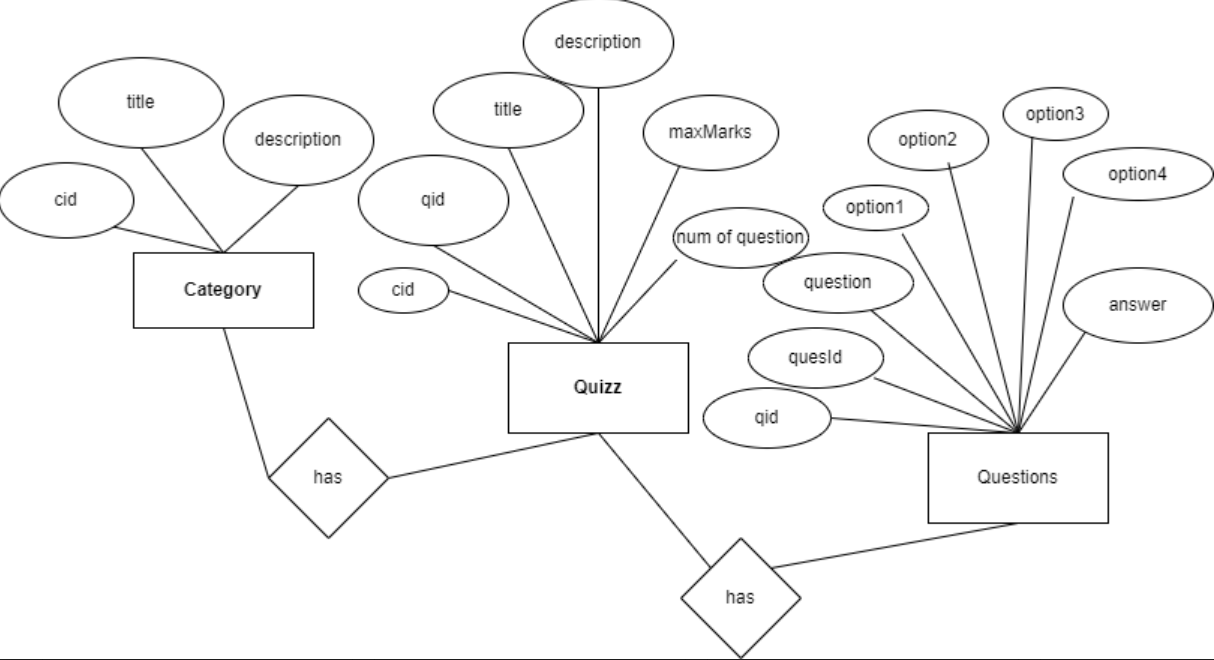 description
title
title
option3
option2
maxMarks
description
option4
cid
qid
option1
num of question
question
Category
cid
answer
quesId
Quizz
qid
has
Questions
has